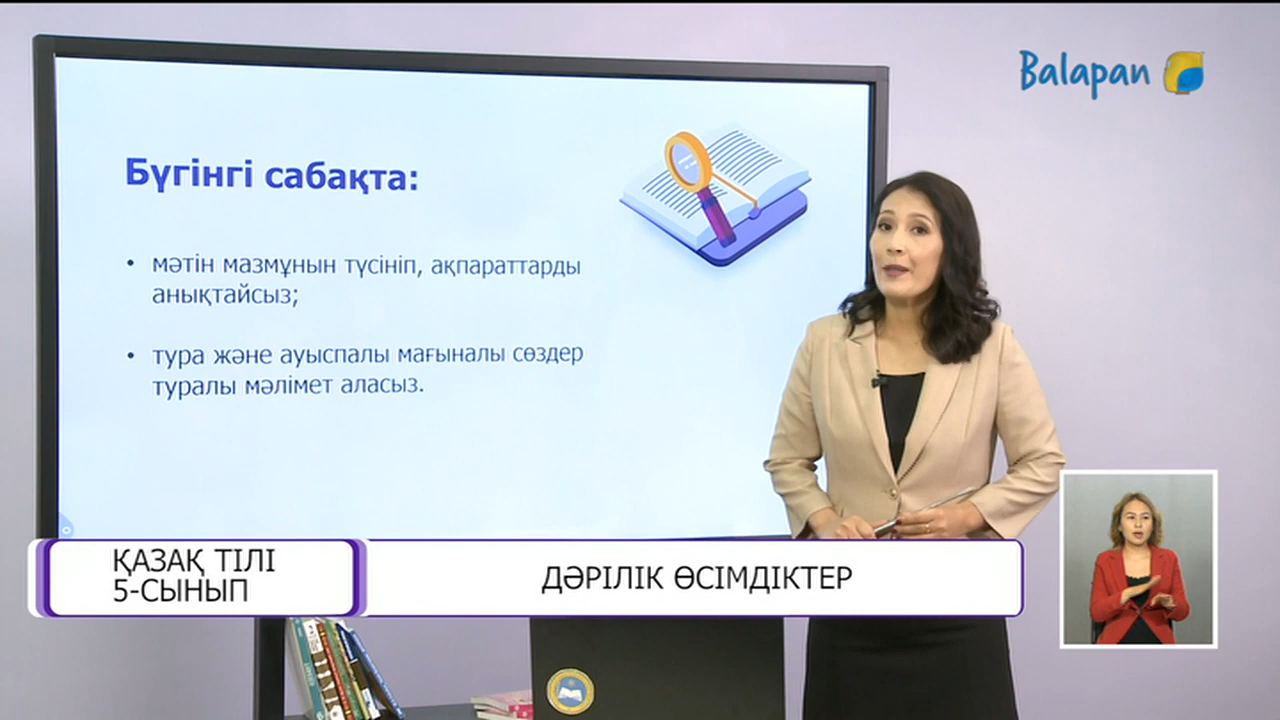 Balapan
Бүгінгі сабақта:
• мәтін мазмұнын түсініп, ақпараттарды
анықтайсыз;
• тура және ауыспалы мағыналы сөздер
туралы мәлімет аласыз.
ҚАЗАҚ ТІЛІ
5-СЫНЫП
ДӘРІЛІК ӨСІМДІКТЕР